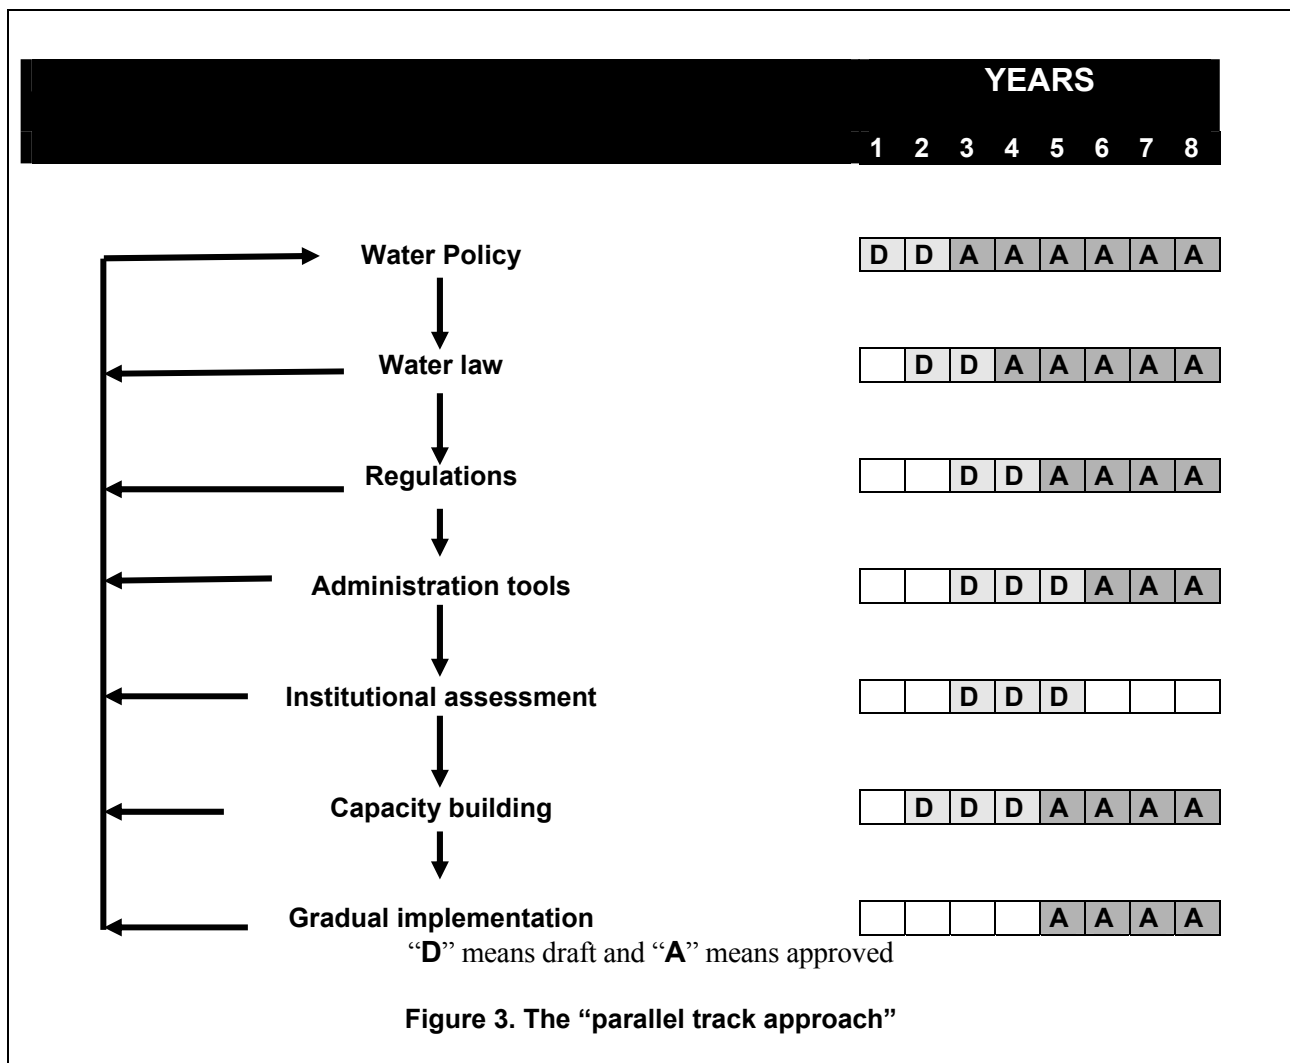 YEARS
1 2 3 4 5 6 7 8
Water Policy D D A A A A A A
Water law D D A A A A A
Regulations D D A A A A
Administration tools D D D A A A
Institutional assessment D D D
Capacity building D D D A A A A
Gradual implementation A A A A
“D” means draft and “A” means approved
Figure 3. The “parallel track approach”